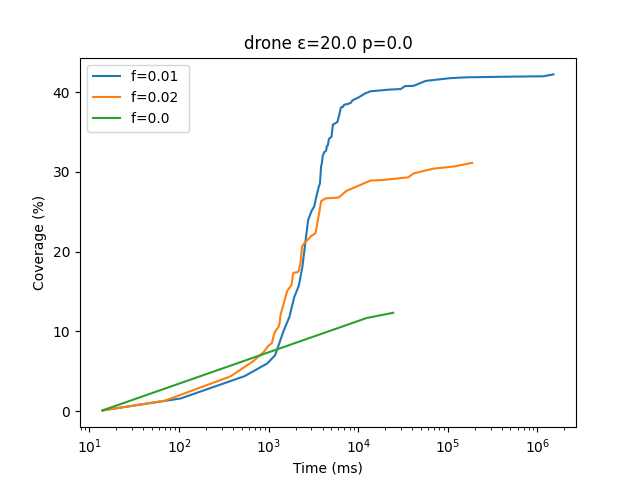 drone ε=20.0 p=0.0
f=0.01
f=0.02
f=0.0
Coverage (%)
40
30
20
10
0
10¹ 10² 10³ 10⁴ 10⁵ 10⁶
Time (ms)